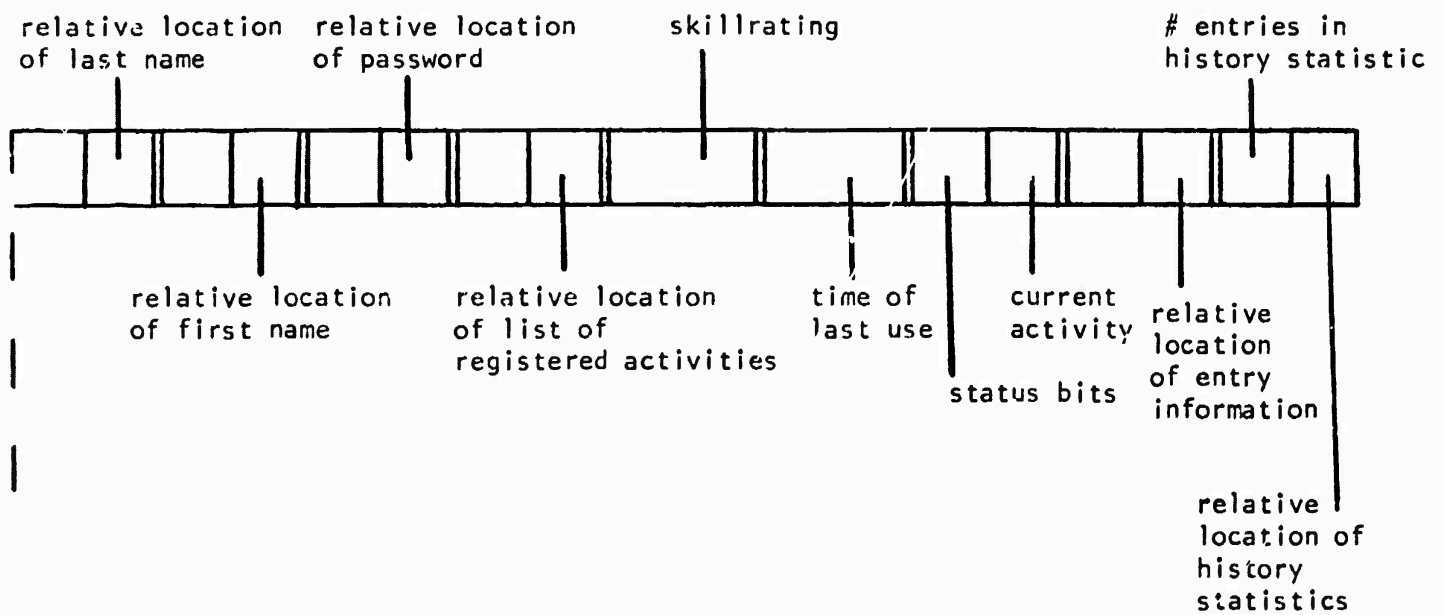 relative location
of last name
relative location
of password
skillrating
# entries in
history statistic
relative location
of first name
relative location
of list of
registered activities
time of
last use
status bits
current
activity
relative
location
of entry
information
relative
location of
history
statistics